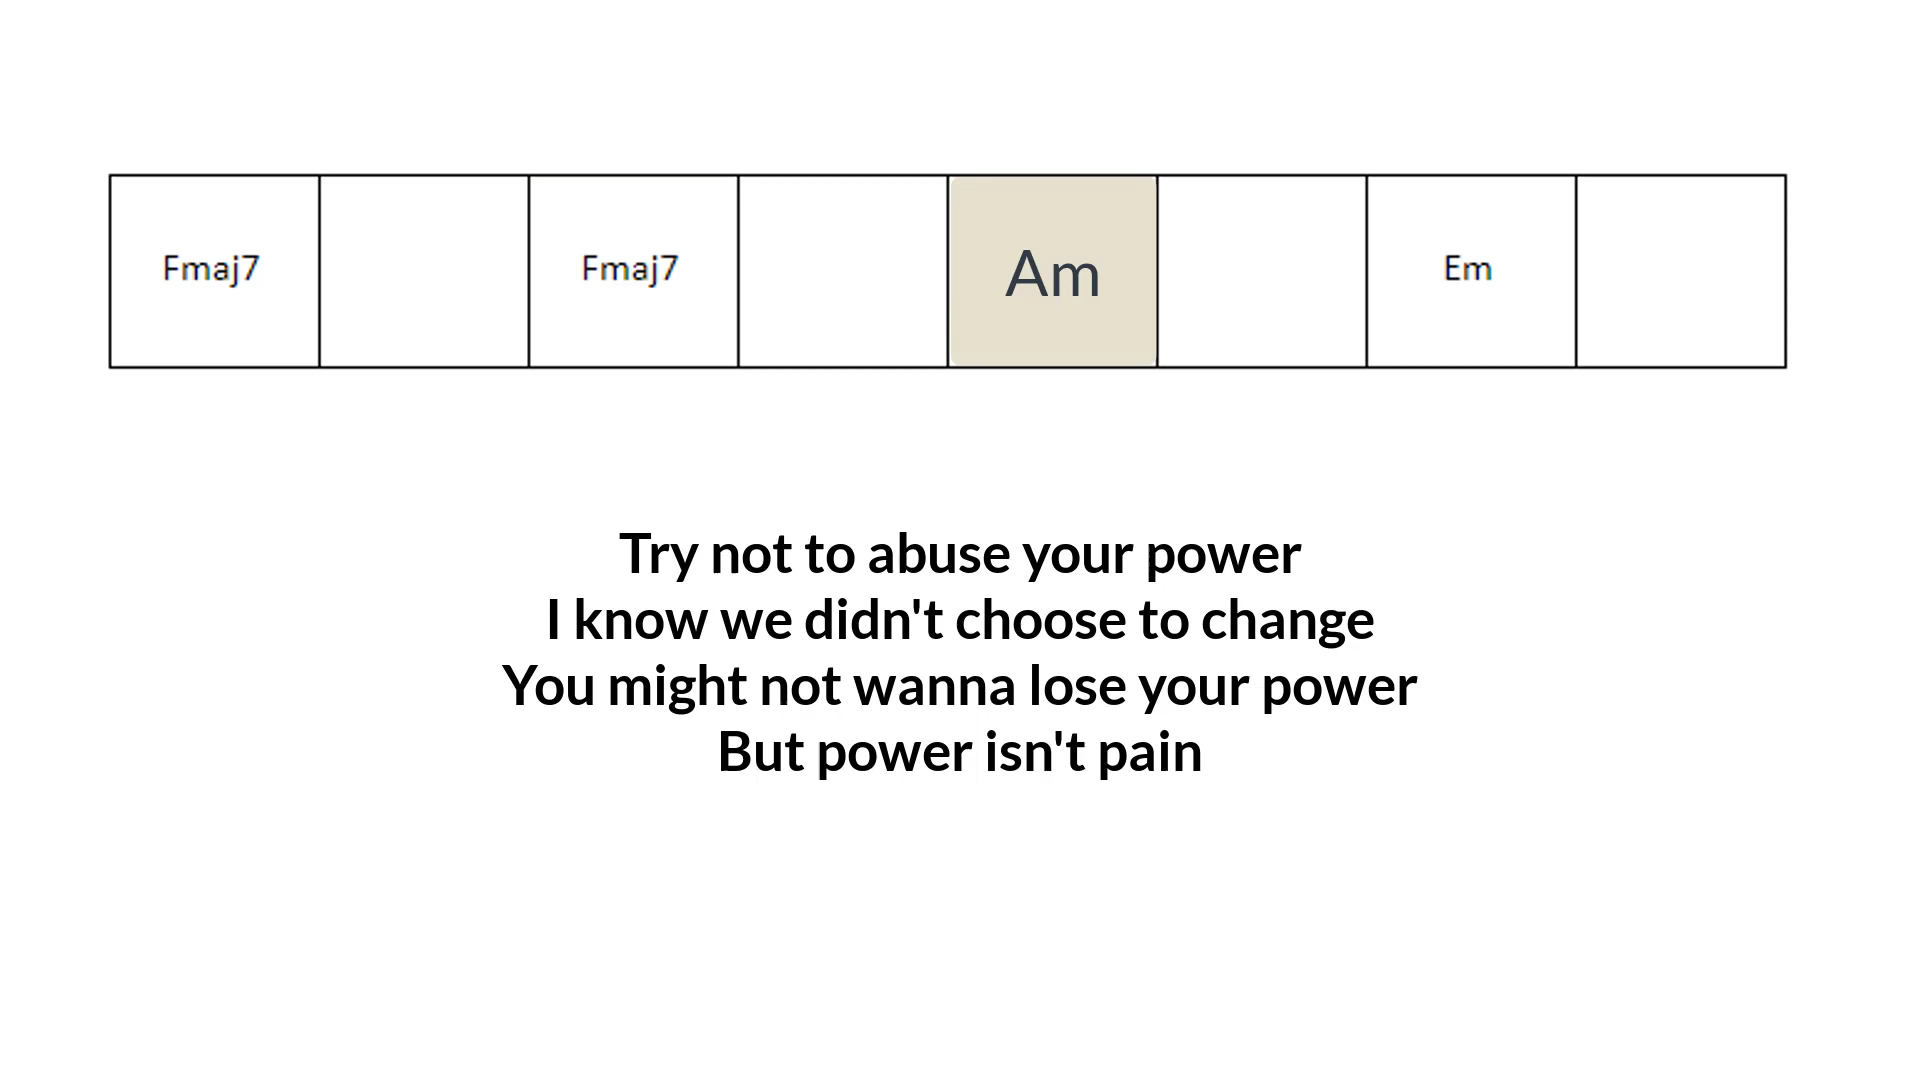 Fmaj7 Fmaj7 Am Em
Try not to abuse your power
I know we didn't choose to change
You might not wanna lose your power
But power isn't pain